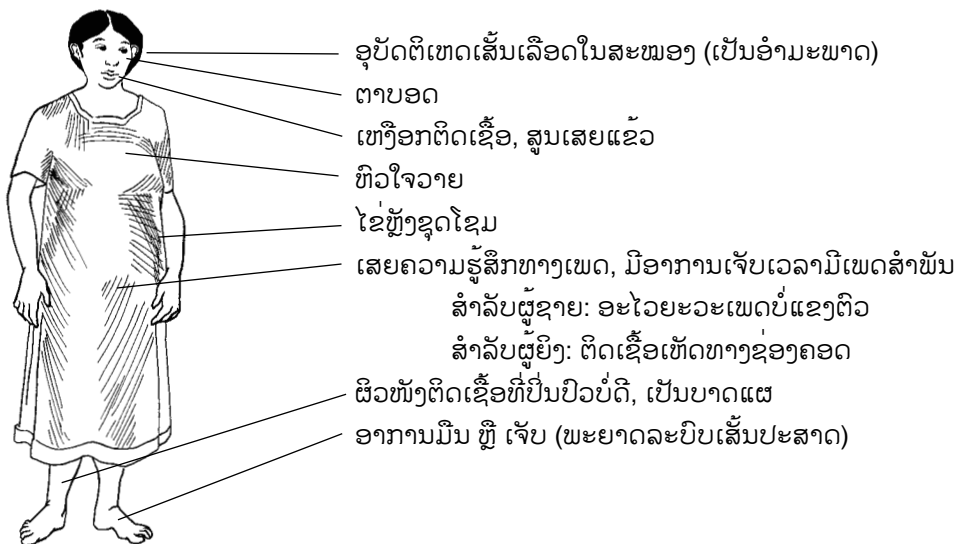 ອຸບັດຕິເຫດເສັ້ນເລືອດໃນສະໝອງ (ເປັນອຳມະພາດ)
ຕາບອດ
ເຫງືອກຕິດເຊື້ອ, ສູນເສຍແຂ້ວ
ຫົວໃຈວາຍ
ໄຂ່ຫຼັງຊຸດໂຊມ
ເສຍຄວາມຮູ້ສຶກທາງເພດ, ມີອາການເຈັບເວລາມີເພດສຳພັນ
ສຳລັບຜູ້ຊາຍ: ອະໄວຍະວະເພດບໍ່ແຂງຕົວ
ສຳລັບຜູ້ຍິງ: ຕິດເຊື້ອເຫັດທາງຊ່ອງຄອດ
ຜິວໜັງຕິດເຊື້ອທີ່ປິ່ນປົວບໍ່ດີ, ເປັນບາດແຜ
ອາການມືນ ຫຼື ເຈັບ (ພະຍາດລະບົບເສັ້ນປະສາດ)